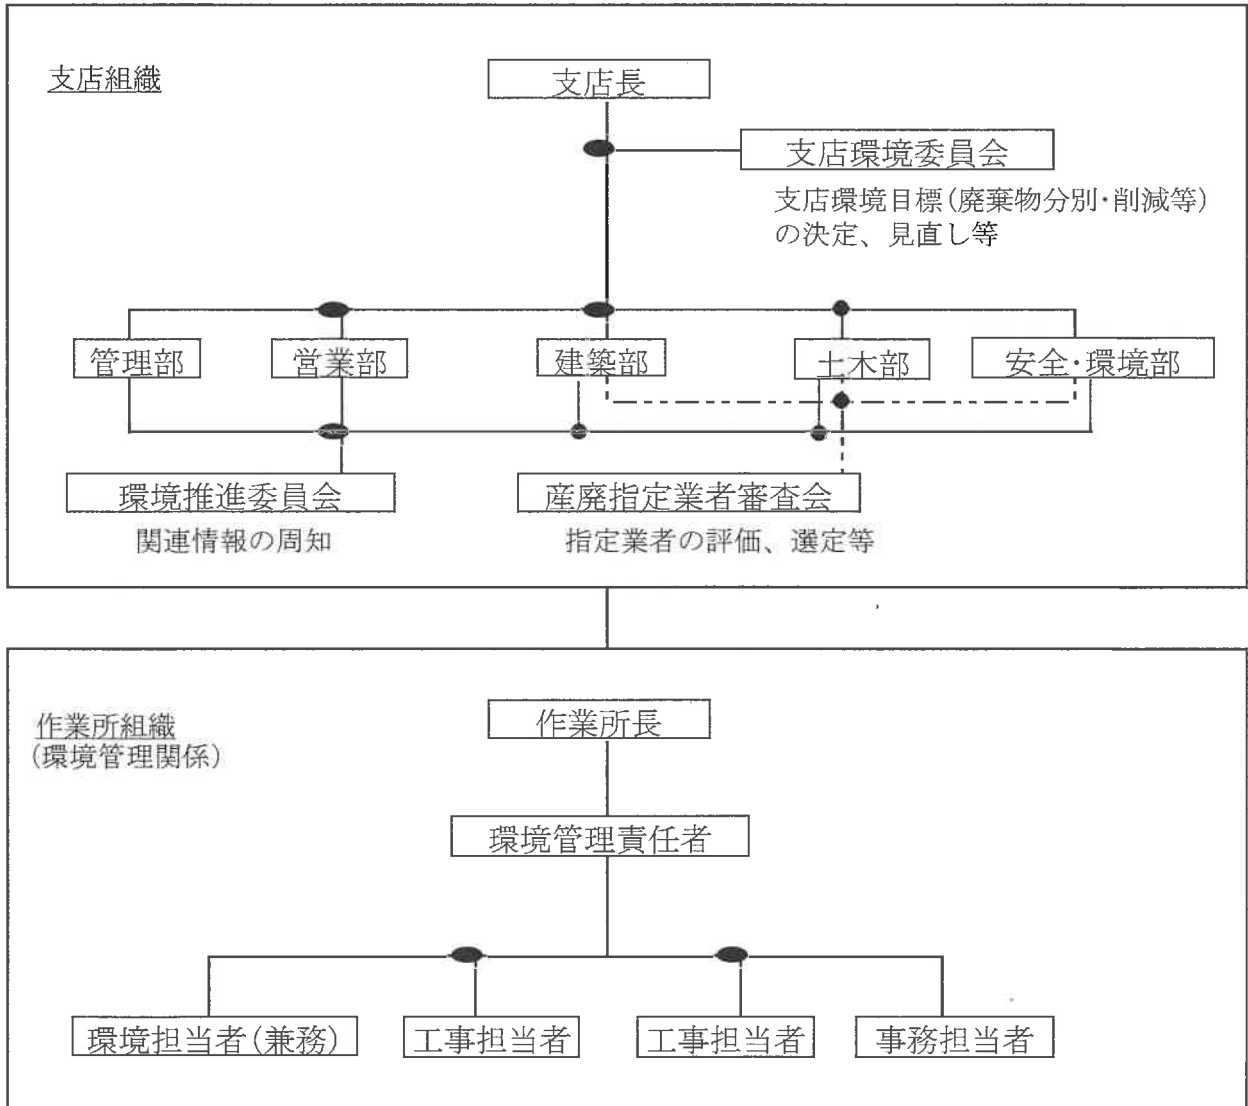 支店組織
支店長
支店環境委員会
支店環境目標(廃棄物分別・削減等)
の決定、見直し等
管理部
営業部
建築部
土木部
安全・環境部
環境推進委員会
産廃指定業者審査会
関連情報の周知
指定業者の評価、選定等
作業所組織
(環境管理関係)
作業所長
環境管理責任者
環境担当者(兼務)
工事担当者
工事担当者
事務担当者